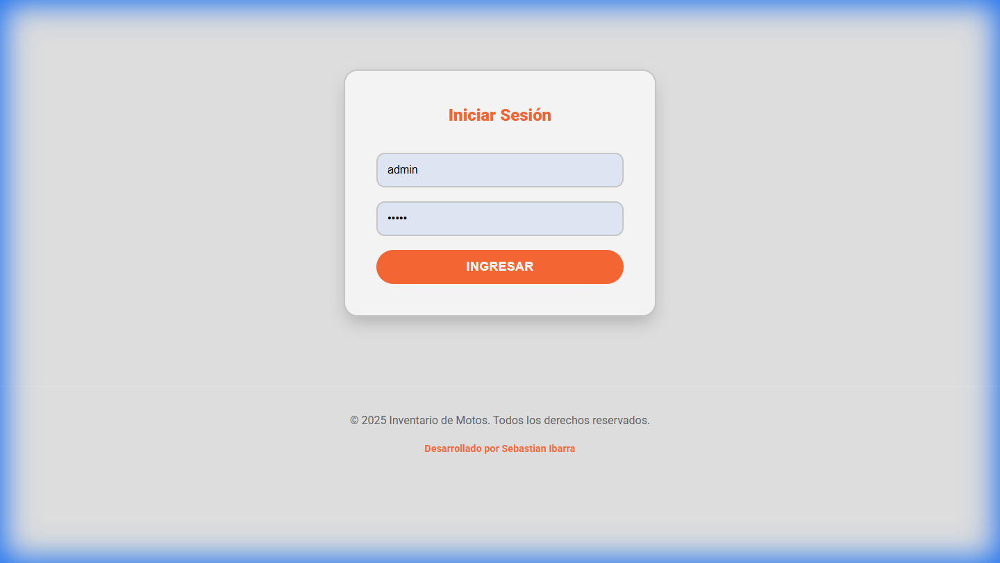 Iniciar Sesión
admin
•••••
INGRESAR
© 2025 Inventario de Motos. Todos los derechos reservados.
Desarrollado por Sebastian Ibarra